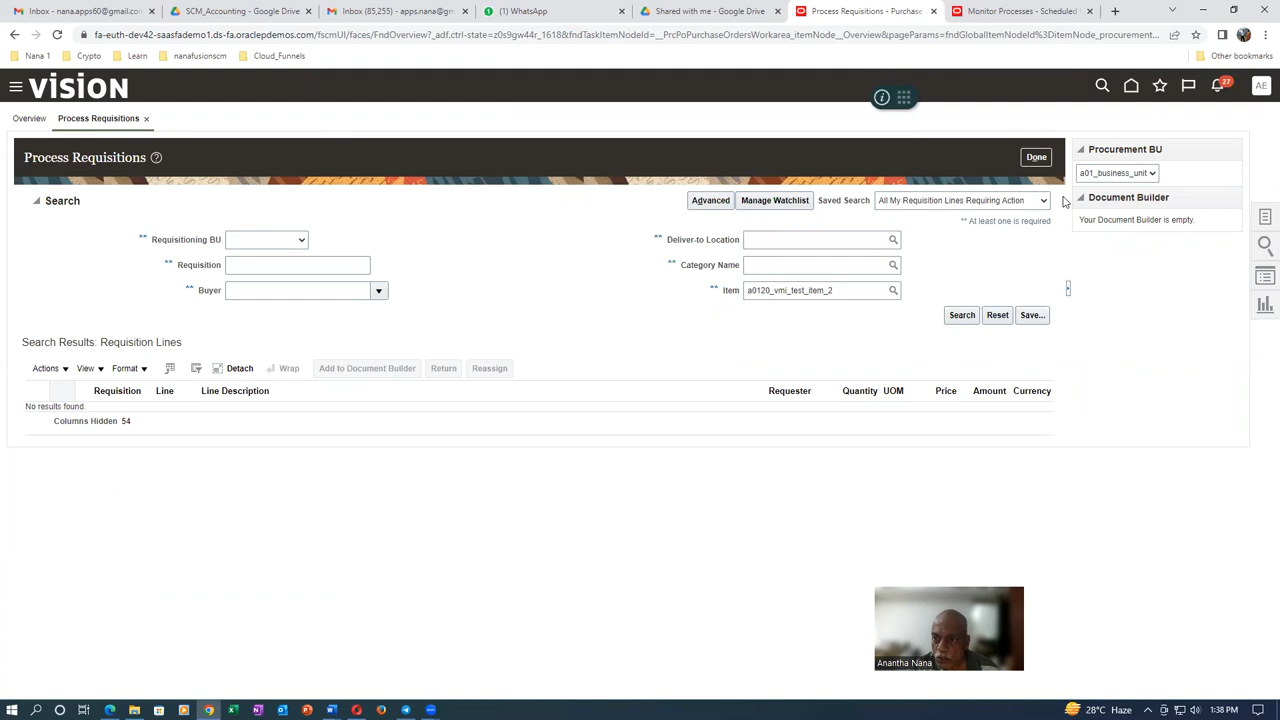 nana.apps60@gmail.com
SCM_Accounting - Google Drive
Inbox (85,255) - apps.nana@gm
(1) WhatsApp
Shared with me - Google Drive
Process Requisitions - Purchase
Monitor Processes - Scheduled
fa-euth-dev42-saasfademo1.ds-fa.oraclepdemos.com/fscmUI/faces/FndOverview?_adf.ctrl-state=z0s9gw44r_1618&fndTaskItemNodeId=__PrcPoPurchaseOrdersWorkarea_itemNode__Overview&pageParams=fndGlobalItemNodeId%3DitemNode_procurement...
Nana 1
Crypto
Learn
nanafusionscm
Cloud_Funnels
Other bookmarks
VISION
27
AE
Overview
Process Requisitions
Process Requisitions
Done
Procurement BU
a01_business_unit
Document Builder
Your Document Builder is empty.
Search
Advanced
Manage Watchlist
Saved Search
All My Requisition Lines Requiring Action
** At least one is required
** Requisitioning BU
** Deliver-to Location
** Requisition
** Category Name
** Buyer
** Item
a0120_vmi_test_item_2
Search
Reset
Save...
Search Results: Requisition Lines
Actions
View
Format
Detach
Wrap
Add to Document Builder
Return
Reassign
Requisition
Line
Line Description
Requester
Quantity
UOM
Price
Amount
Currency
No results found.
Columns Hidden 54
Anantha Nana
28°C Haze
1:38 PM